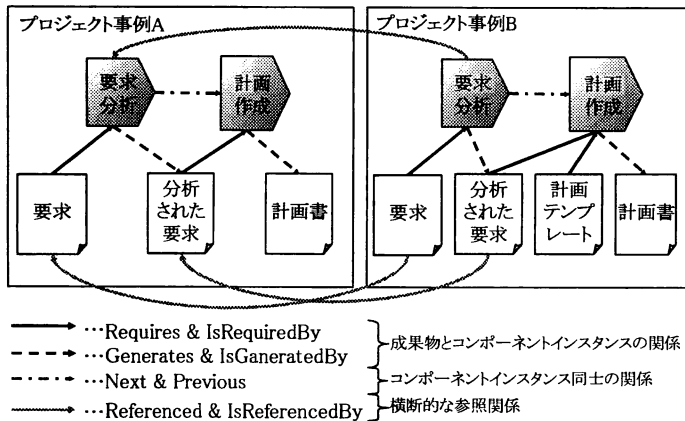 プロジェクト事例A
要求
分析
計画
作成
要求
分析
された
要求
計画書
プロジェクト事例B
要求
分析
計画
作成
要求
分析
された
要求
計画
テンプ
レート
計画書
…Requires & IsRequiredBy
…Generates & IsGaneratedBy
成果物とコンポーネントインスタンスの関係
…Next & Previous
コンポーネントインスタンス同士の関係
…Referenced & IsReferencedBy
横断的な参照関係